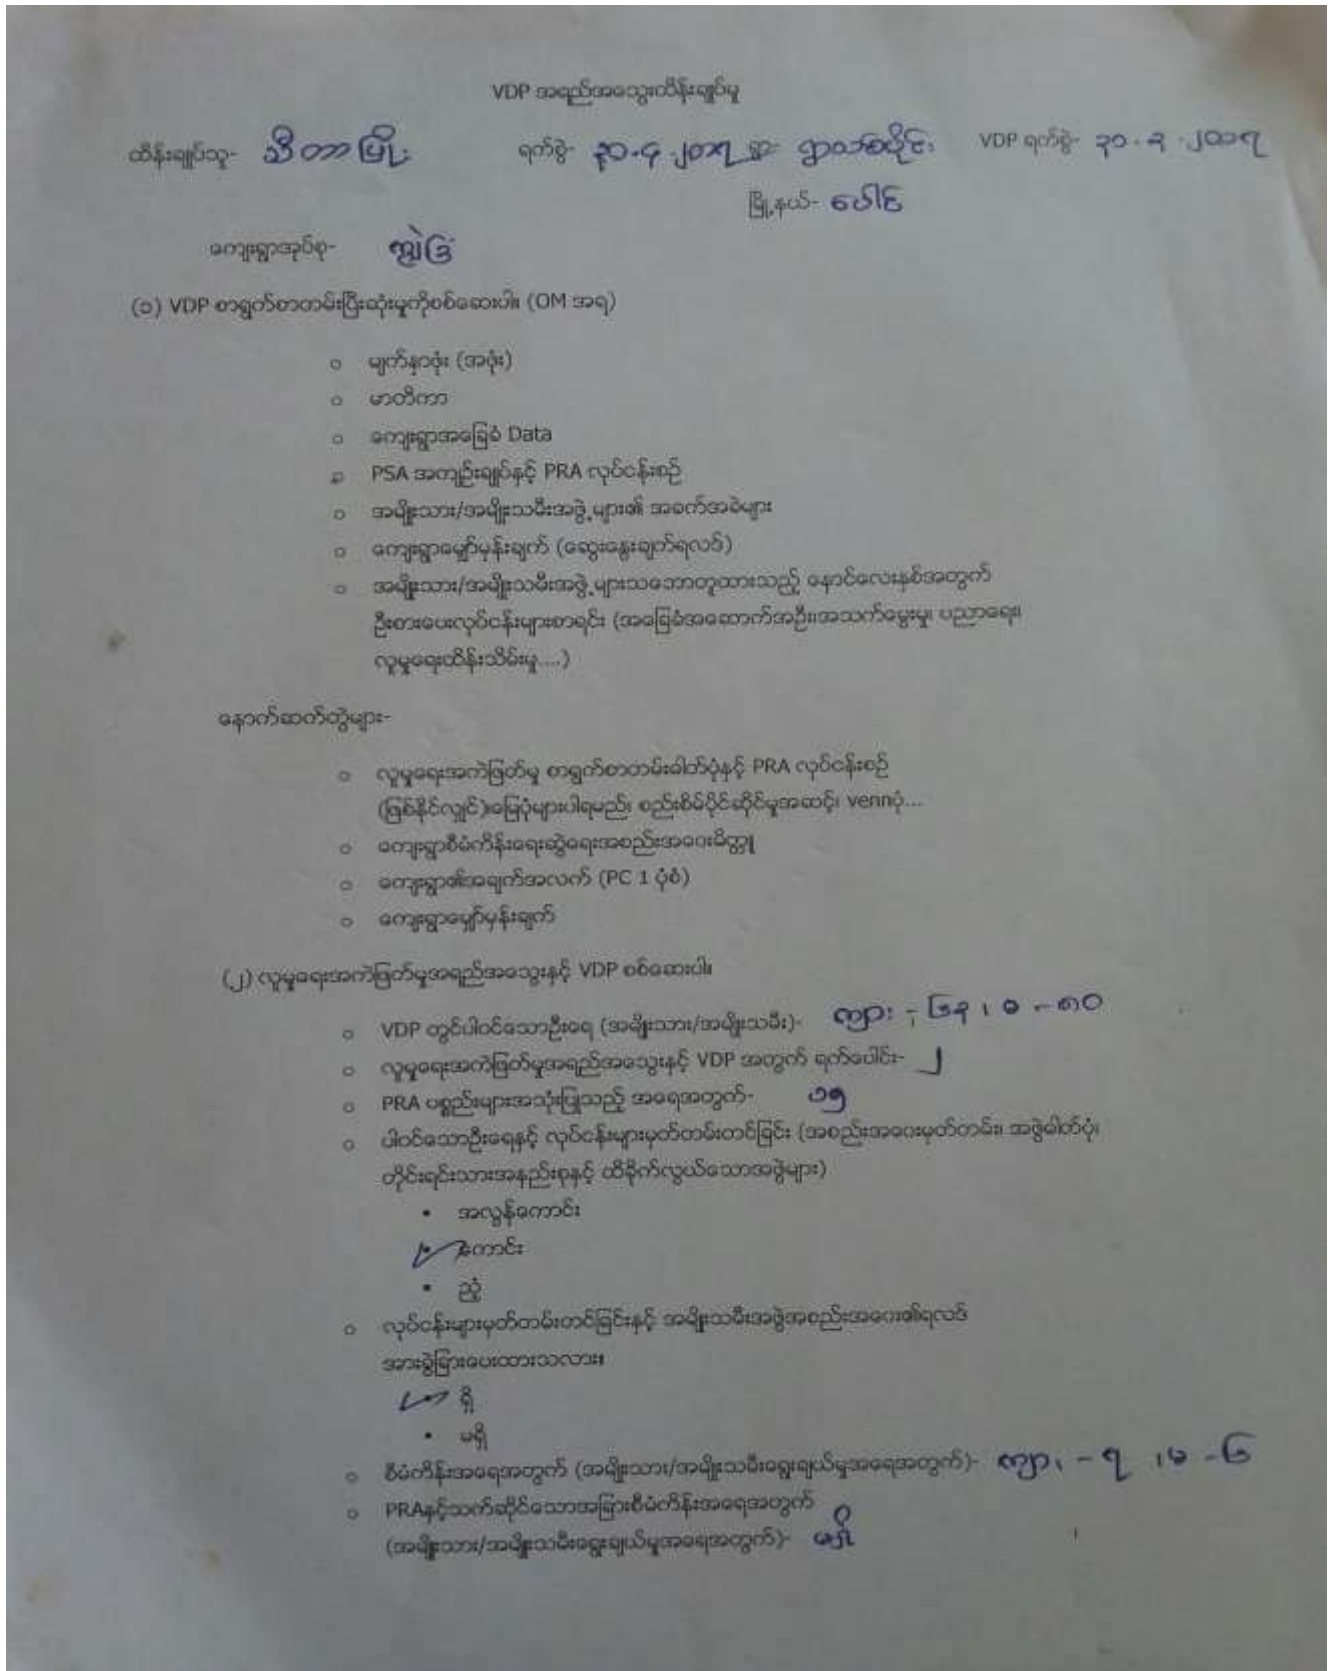 VDP အရည်အသွေးထိန်းချုပ်မှု
ထိန်းချုပ်သူ- သီတာဖြိုး ရက်စွဲ- ၃၀.၄.၂၀၁၇ ရွာ- VDP ရက်စွဲ- ၃၀.၃.၂၀၁၇
မြို့နယ်- ပေါင်
ကျေးရွာအုပ်စု-
(၁) VDP စာရွက်စာတမ်းပြီးဆုံးမှုကိုစစ်ဆေးပါ။ (OM အရ)
○ မျက်နှာဖုံး (အဖုံး)
○ မာတိကာ
○ ကျေးရွာအခြေခံ Data
○ PSA အကျဉ်းချုပ်နှင့် PRA လုပ်ငန်းစဉ်
○ အမျိုးသား/အမျိုးသမီးအဖွဲ့များ၏ အခက်အခဲများ
○ ကျေးရွာမျှော်မှန်းချက် (ဆွေးနွေးချက်ရလဒ်)
○ အမျိုးသား/အမျိုးသမီးအဖွဲ့များသဘောတူထားသည့် နောင်လေးနှစ်အတွက်
ဦးစားပေးလုပ်ငန်းများစာရင်း (အခြေခံအဆောက်အဦး၊အသက်မွေးမှု၊ ပညာရေး၊
လူမှုရေးထိန်းသိမ်းမှု....)
နောက်ဆက်တွဲများ-
○ လူမှုရေးအကဲဖြတ်မှု စာရွက်စာတမ်းဓါတ်ပုံနှင့် PRA လုပ်ငန်းစဉ်
(ဖြစ်နိုင်လျှင်)မြေပုံများပါရမည်၊ စည်းစိမ်ပိုင်ဆိုင်မှုအဆင့်၊ vennပုံ...
○ ကျေးရွာစီမံကိန်းရေးဆွဲရေးအစည်းအဝေးမိတ္တူ
○ ကျေးရွာ၏အချက်အလက် (PC 1 ပုံစံ)
○ ကျေးရွာမျှော်မှန်းချက်
(၂) လူမှုရေးအကဲဖြတ်မှုအရည်အသွေးနှင့် VDP စစ်ဆေးပါ။
○ VDP တွင်ပါဝင်သောဦးရေ (အမျိုးသား/အမျိုးသမီး)- ကျား - ၆၃ ၊ မ - ၈၀
○ လူမှုရေးအကဲဖြတ်မှုအရည်အသွေးနှင့် VDP အတွက် ရက်ပေါင်း- ၂
○ PRA ပစ္စည်းများအသုံးပြုသည့် အရေအတွက်- ၁၅
○ ပါဝင်သောဦးရေနှင့် လုပ်ငန်းများမှတ်တမ်းတင်ခြင်း (အစည်းအဝေးမှတ်တမ်း၊ အဖွဲဓါတ်ပုံ၊
တိုင်းရင်းသားအနည်းစုနှင့် ထိခိုက်လွယ်သောအဖွဲများ)
• အလွန်ကောင်း
• ကောင်း
• ညံ့
○ လုပ်ငန်းများမှတ်တမ်းတင်ခြင်းနှင့် အမျိုးသမီးအဖွဲအစည်းအဝေး၏ရလဒ်
အားခွဲခြားပေးထားသလား။
• ရှိ
• မရှိ
○ စီမံကိန်းအရေအတွက် (အမျိုးသား/အမျိုးသမီးရွေးချယ်မှုအရေအတွက်)- ကျား - ၇ ၊ မ - ၆
○ PRAနှင့်သက်ဆိုင်သောအခြားစီမံကိန်းအရေအတွက်
(အမျိုးသား/အမျိုးသမီးရွေးချယ်မှုအရေအတွက်)- မရှိ